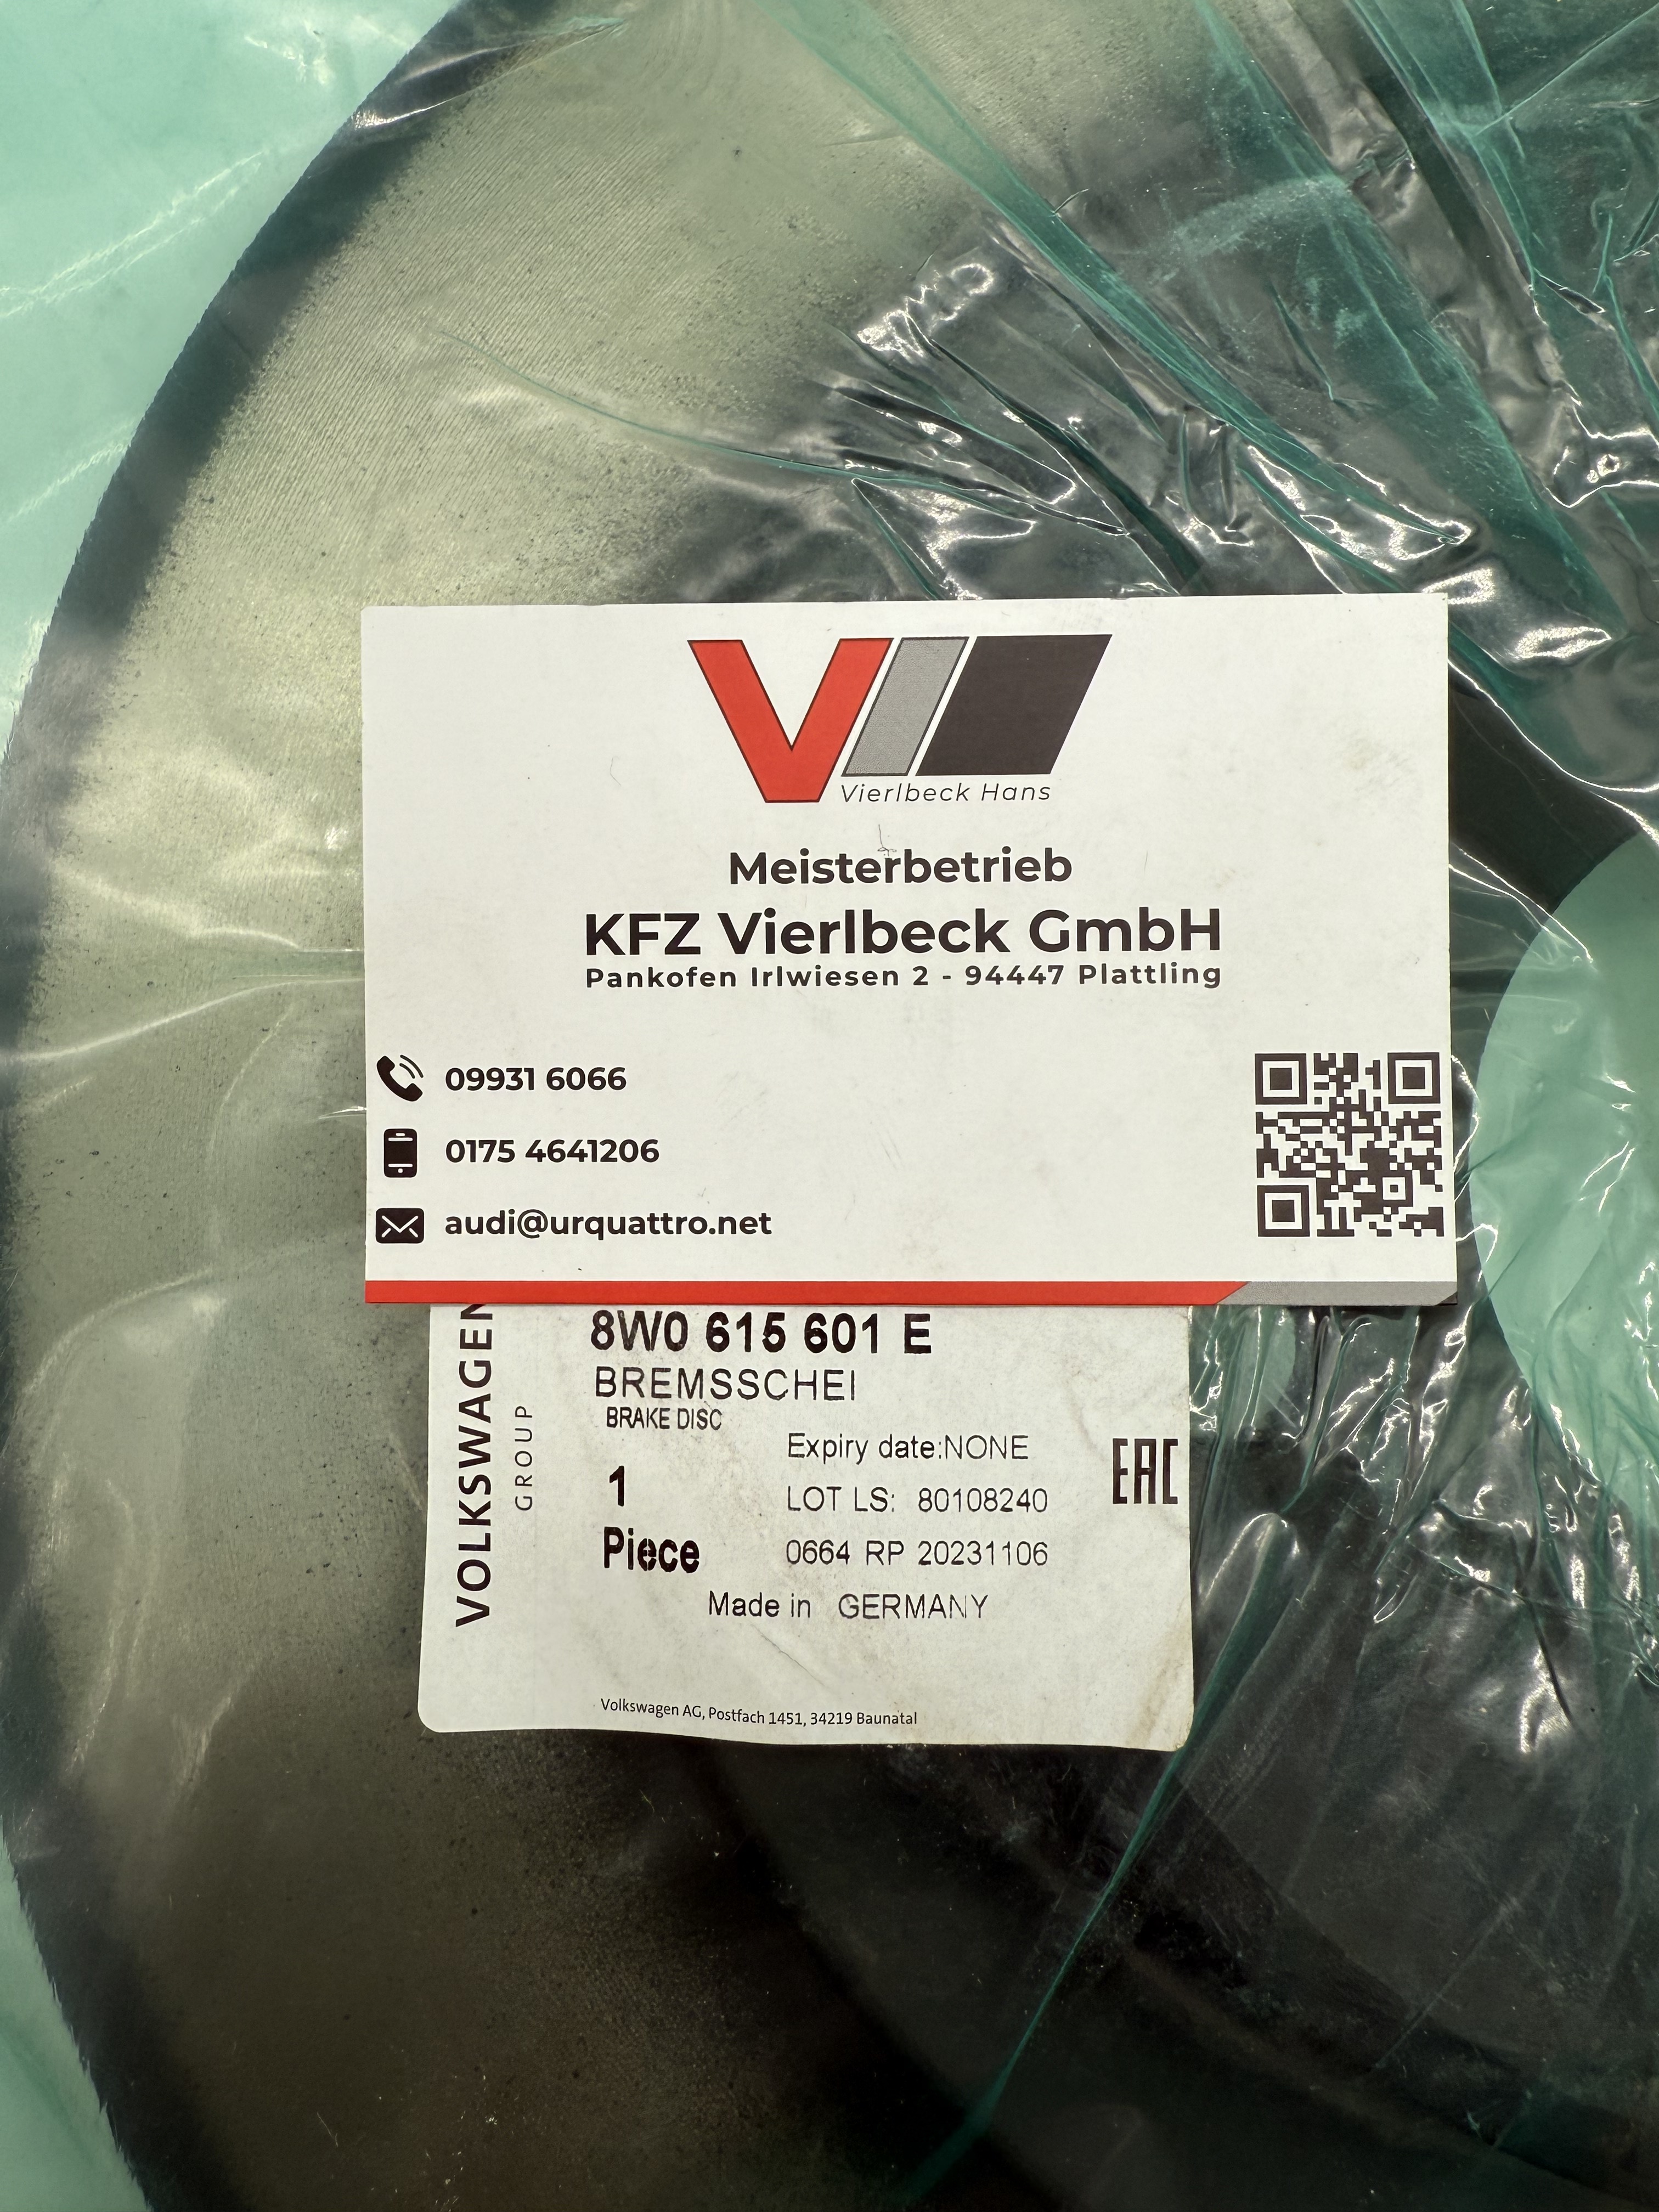 Vierlbeck Hans
Meisterbetrieb
KFZ Vierlbeck GmbH
Pankofen Irlwiesen 2 - 94447 Plattling
09931 6066
0175 4641206
audi@urquattro.net
VOLKSWAGEN
GROUP
8W0 615 601 E
BREMSSCHEI
BRAKE DISC
Expiry date:NONE
1
LOT LS: 80108240
EAC
Piece
0664 RP 20231106
Made in GERMANY
Volkswagen AG, Postfach 1451, 34219 Baunatal